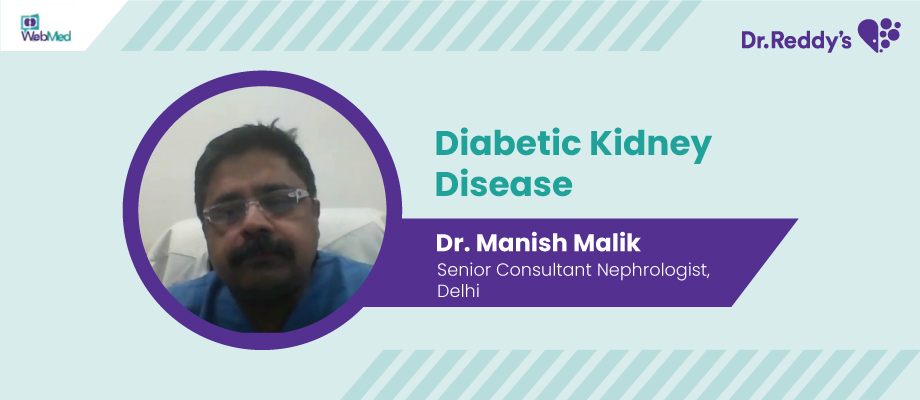 WebMed
Dr.Reddy's
Diabetic Kidney
Disease
Dr. Manish Malik
Senior Consultant Nephrologist,
Delhi